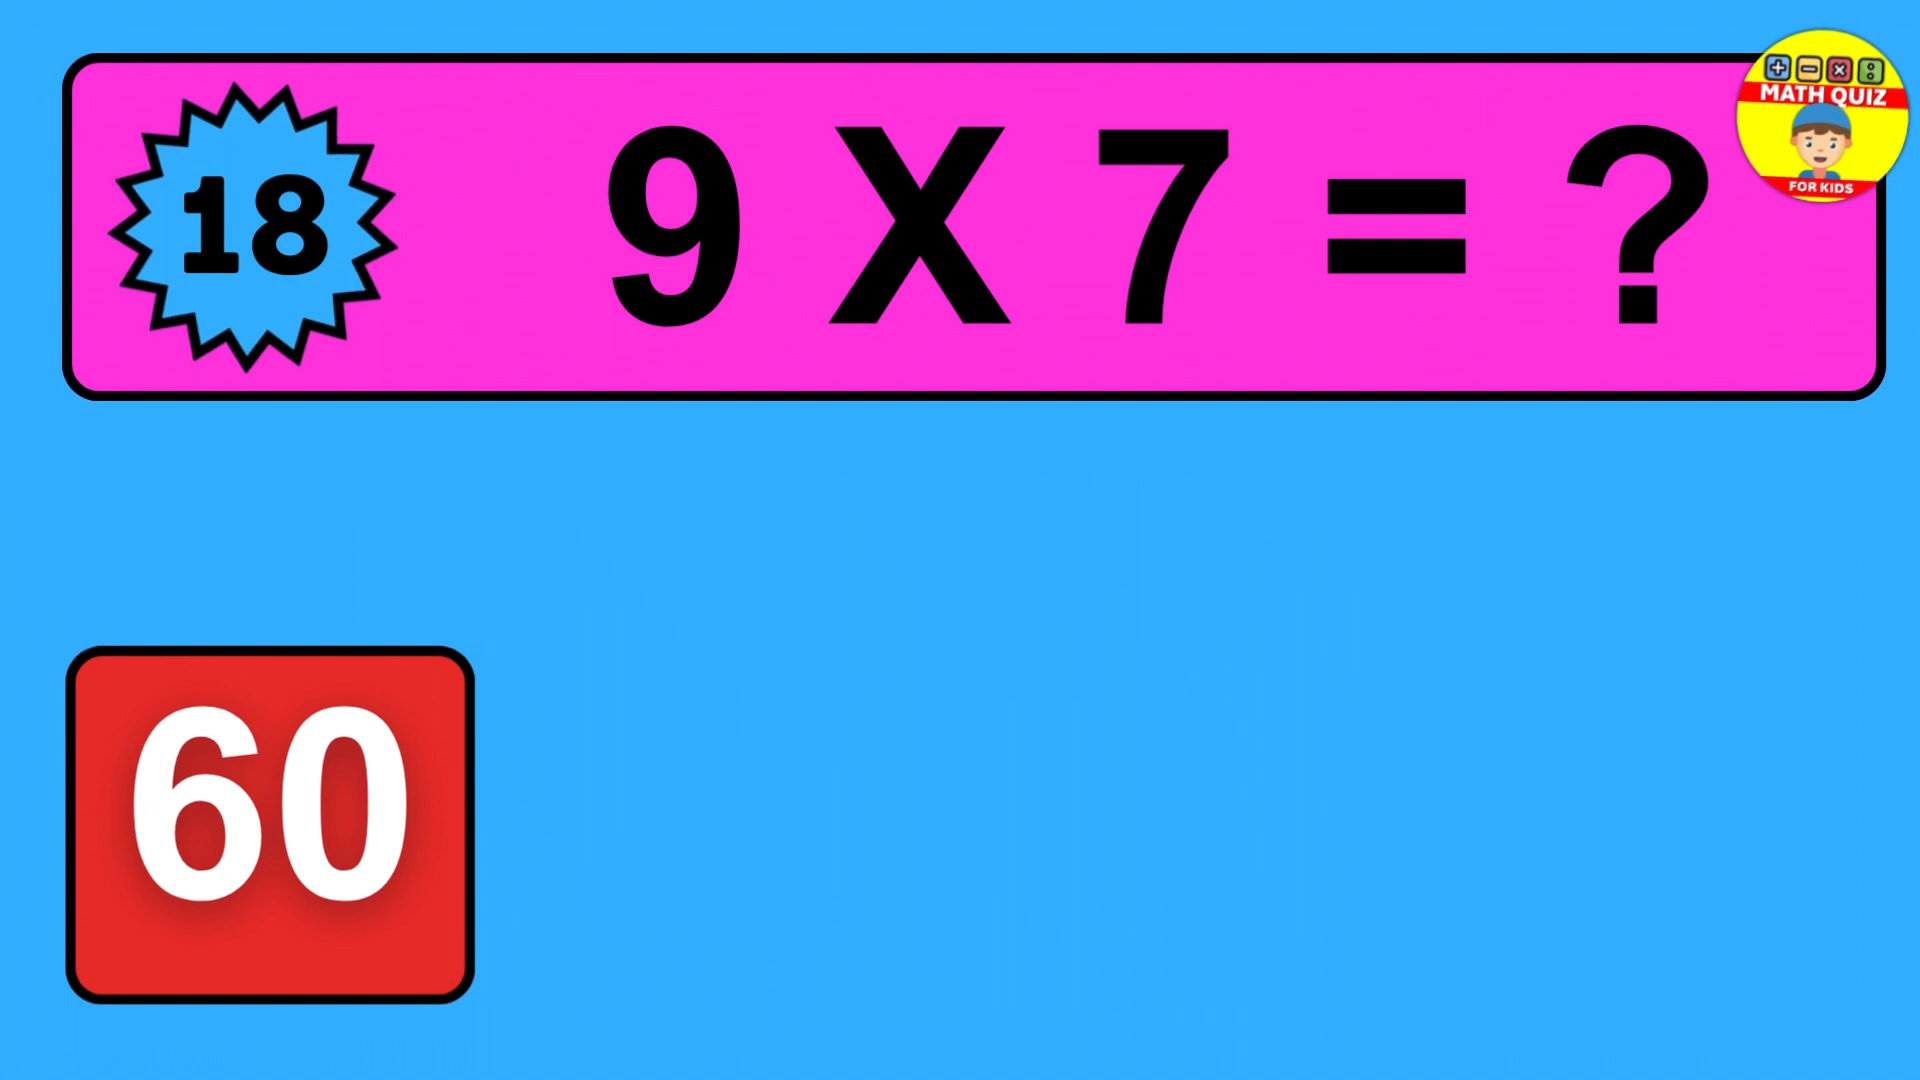 18
9 X 7 = ?
+ − × :
MATH QUIZ
FOR KIDS
60